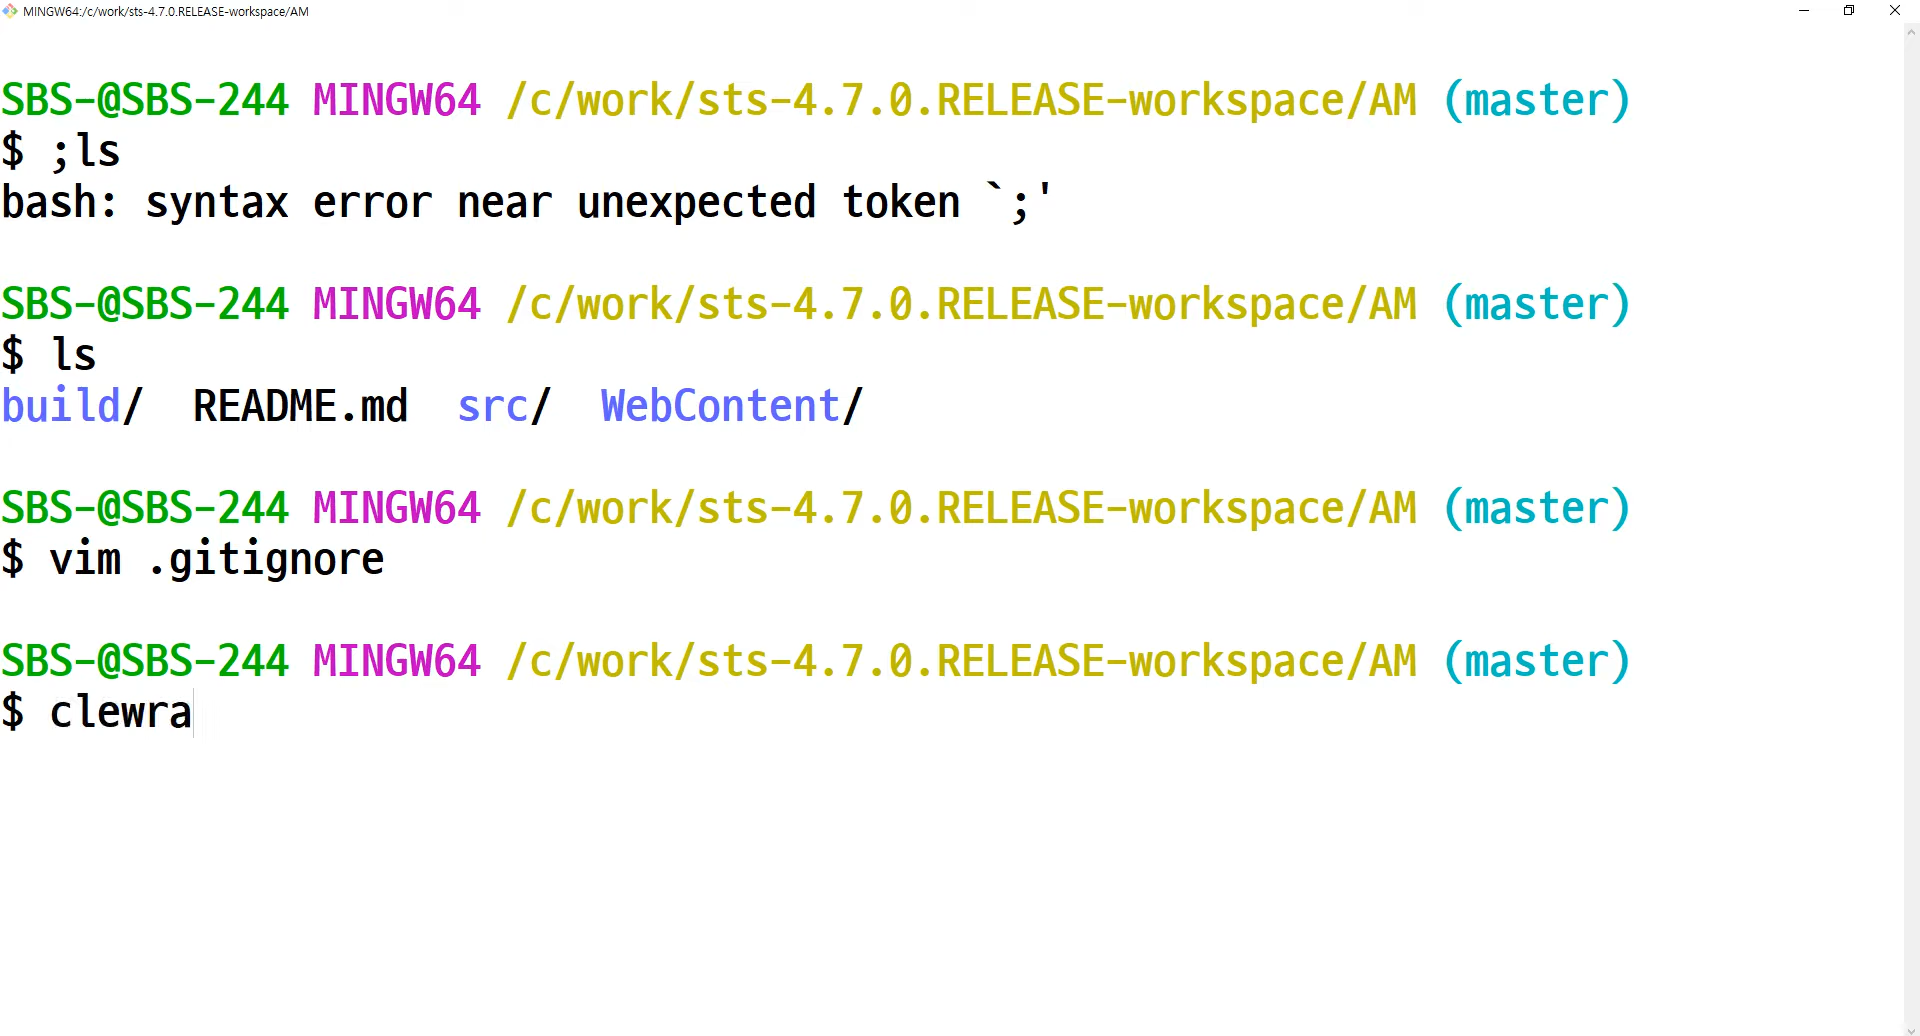 MINGW64:/c/work/sts-4.7.0.RELEASE-workspace/AM
SBS-@SBS-244 MINGW64 /c/work/sts-4.7.0.RELEASE-workspace/AM (master)
$ ;ls
bash: syntax error near unexpected token `;'
SBS-@SBS-244 MINGW64 /c/work/sts-4.7.0.RELEASE-workspace/AM (master)
$ ls
build/  README.md  src/  WebContent/
SBS-@SBS-244 MINGW64 /c/work/sts-4.7.0.RELEASE-workspace/AM (master)
$ vim .gitignore
SBS-@SBS-244 MINGW64 /c/work/sts-4.7.0.RELEASE-workspace/AM (master)
$ clewra